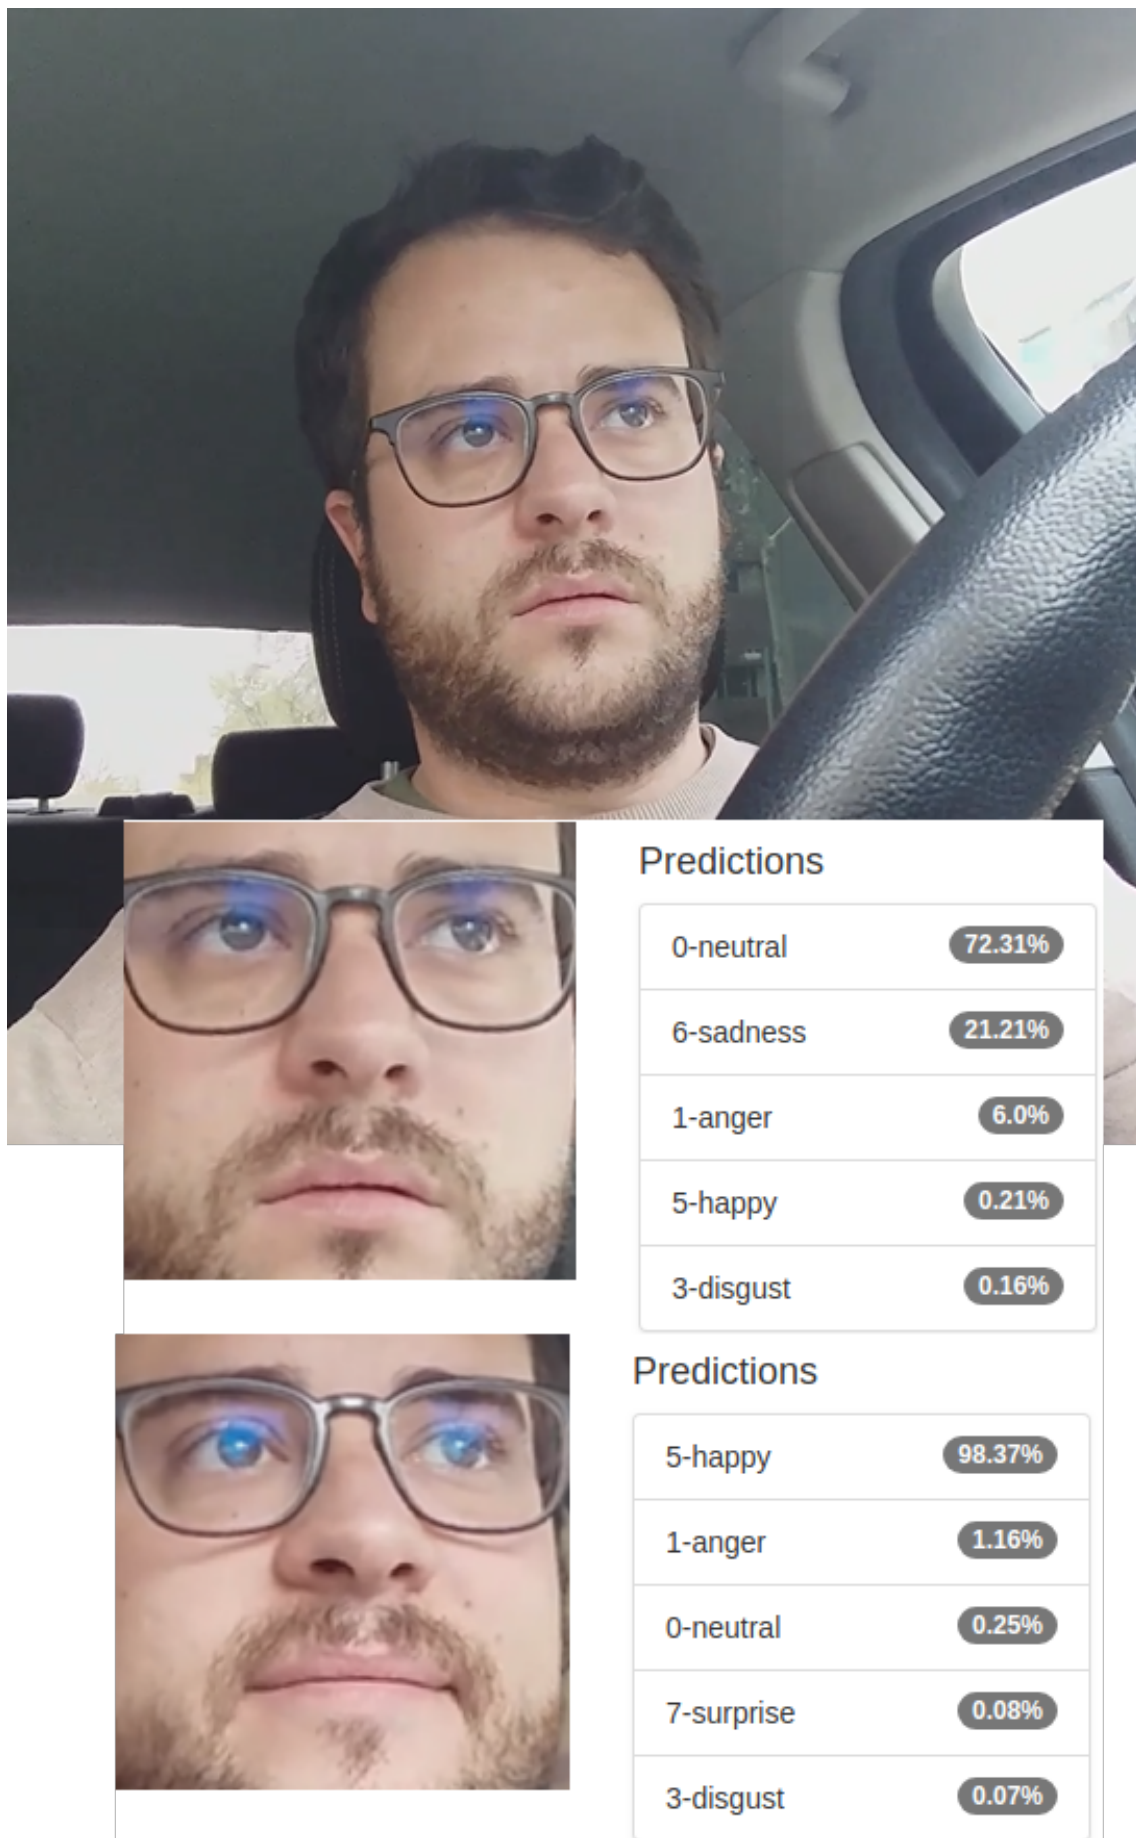 Predictions
0-neutral 72.31%
6-sadness 21.21%
1-anger 6.0%
5-happy 0.21%
3-disgust 0.16%
Predictions
5-happy 98.37%
1-anger 1.16%
0-neutral 0.25%
7-surprise 0.08%
3-disgust 0.07%